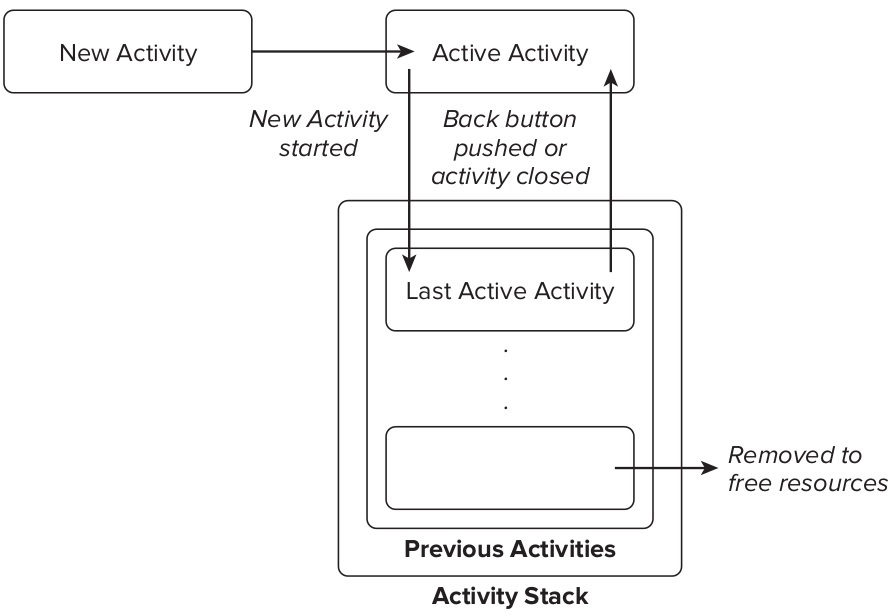 New Activity
Active Activity
New Activity
started
Back button
pushed or
activity closed
Last Active Activity
.
.
.
Removed to
free resources
Previous Activities
Activity Stack